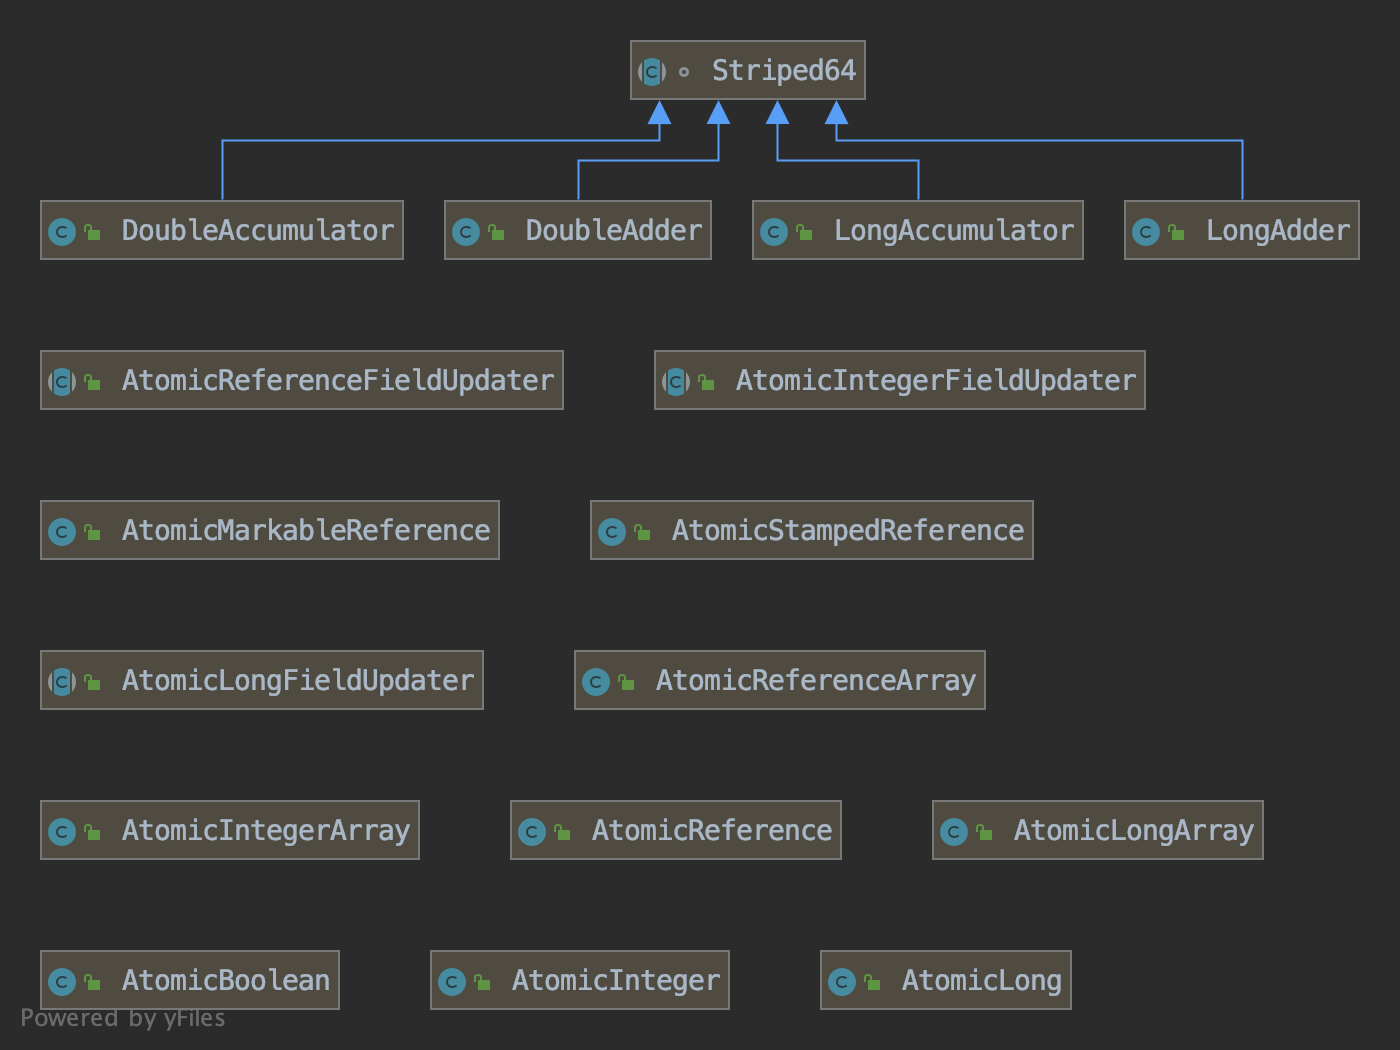 Striped64
DoubleAccumulator DoubleAdder LongAccumulator LongAdder
AtomicReferenceFieldUpdater AtomicIntegerFieldUpdater
AtomicMarkableReference AtomicStampedReference
AtomicLongFieldUpdater AtomicReferenceArray
AtomicIntegerArray AtomicReference AtomicLongArray
AtomicBoolean AtomicInteger AtomicLong
Powered by yFiles